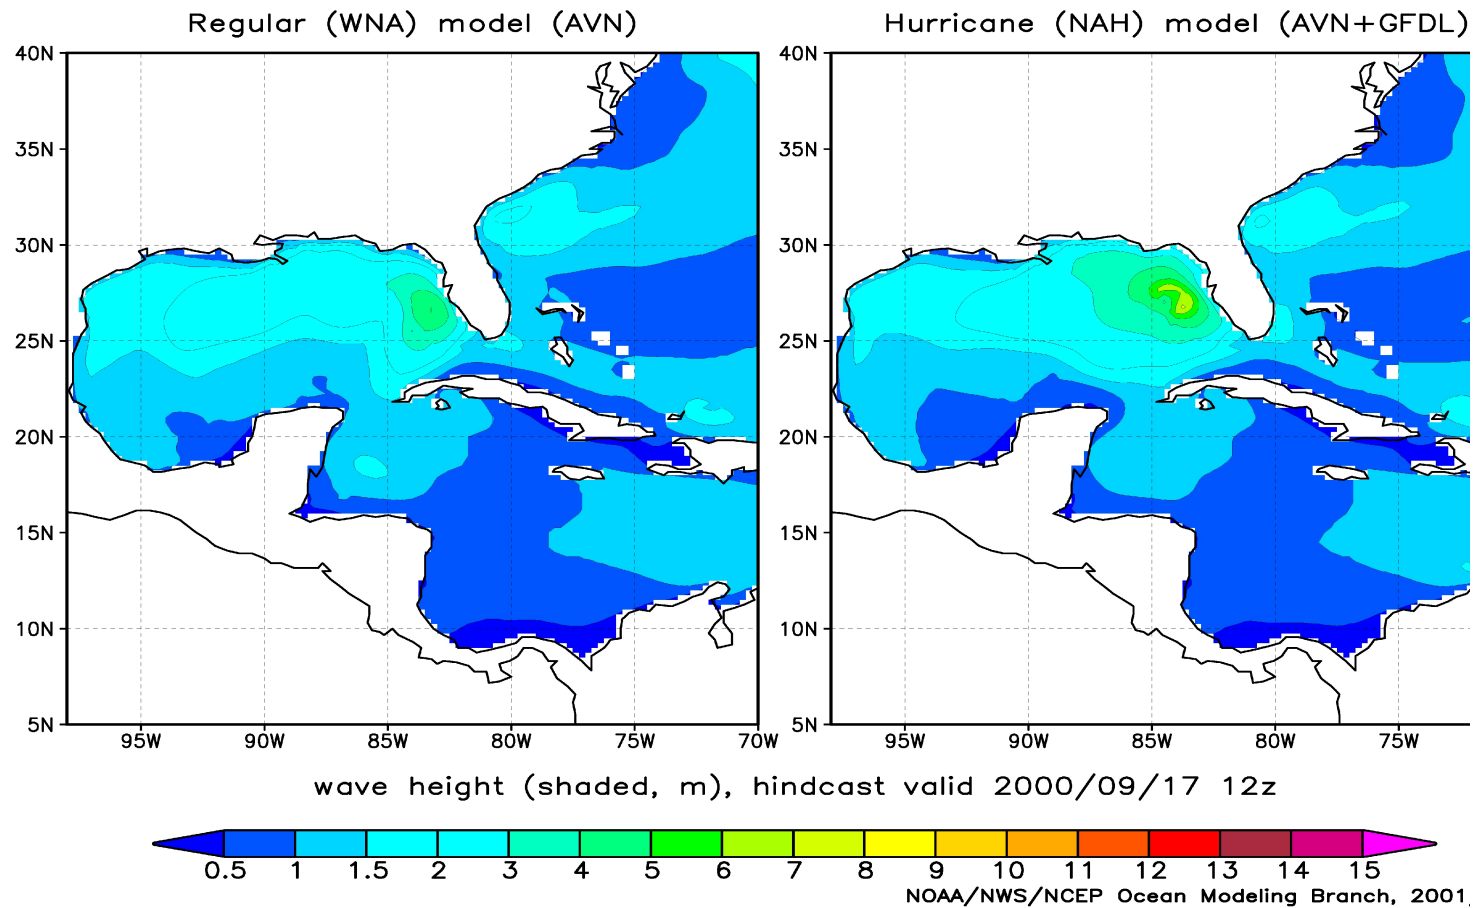 Regular (WNA) model (AVN)
Hurricane (NAH) model (AVN+GFDL)
40N
35N
30N
25N
20N
15N
10N
5N
95W 90W 85W 80W 75W 70W
40N
35N
30N
25N
20N
15N
10N
5N
95W 90W 85W 80W 75W
wave height (shaded, m), hindcast valid 2000/09/17 12z
0.5 1 1.5 2 3 4 5 6 7 8 9 10 11 12 13 14 15
NOAA/NWS/NCEP Ocean Modeling Branch, 2001